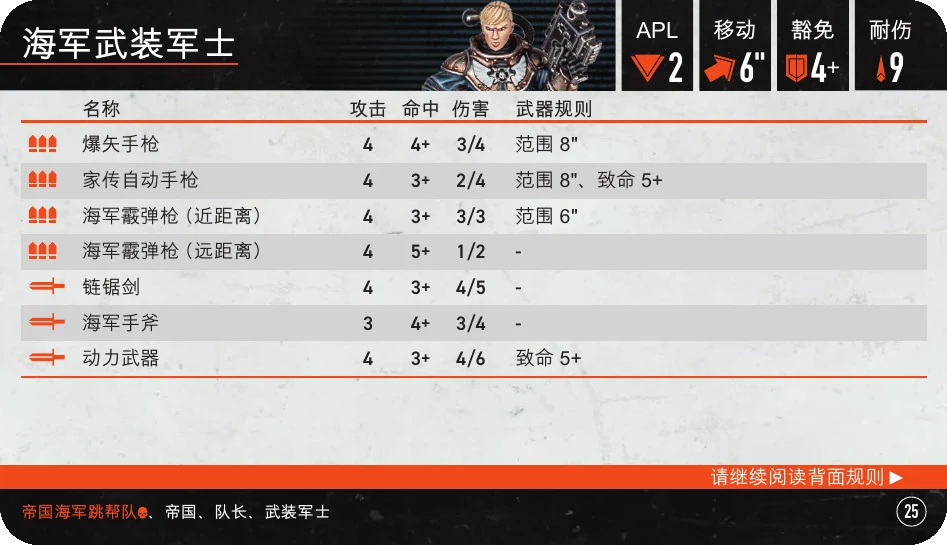 海军武装军士
APL 移动 豁免 耐伤
2 6" 4+ 9
名称 攻击 命中 伤害 武器规则
爆矢手枪 4 4+ 3/4 范围 8"
家传自动手枪 4 3+ 2/4 范围 8"、致命 5+
海军霰弹枪（近距离） 4 3+ 3/3 范围 6"
海军霰弹枪（远距离） 4 5+ 1/2 -
链锯剑 4 3+ 4/5 -
海军手斧 3 4+ 3/4 -
动力武器 4 3+ 4/6 致命 5+
请继续阅读背面规则 ▶
帝国海军跳帮队💀、帝国、队长、武装军士
25